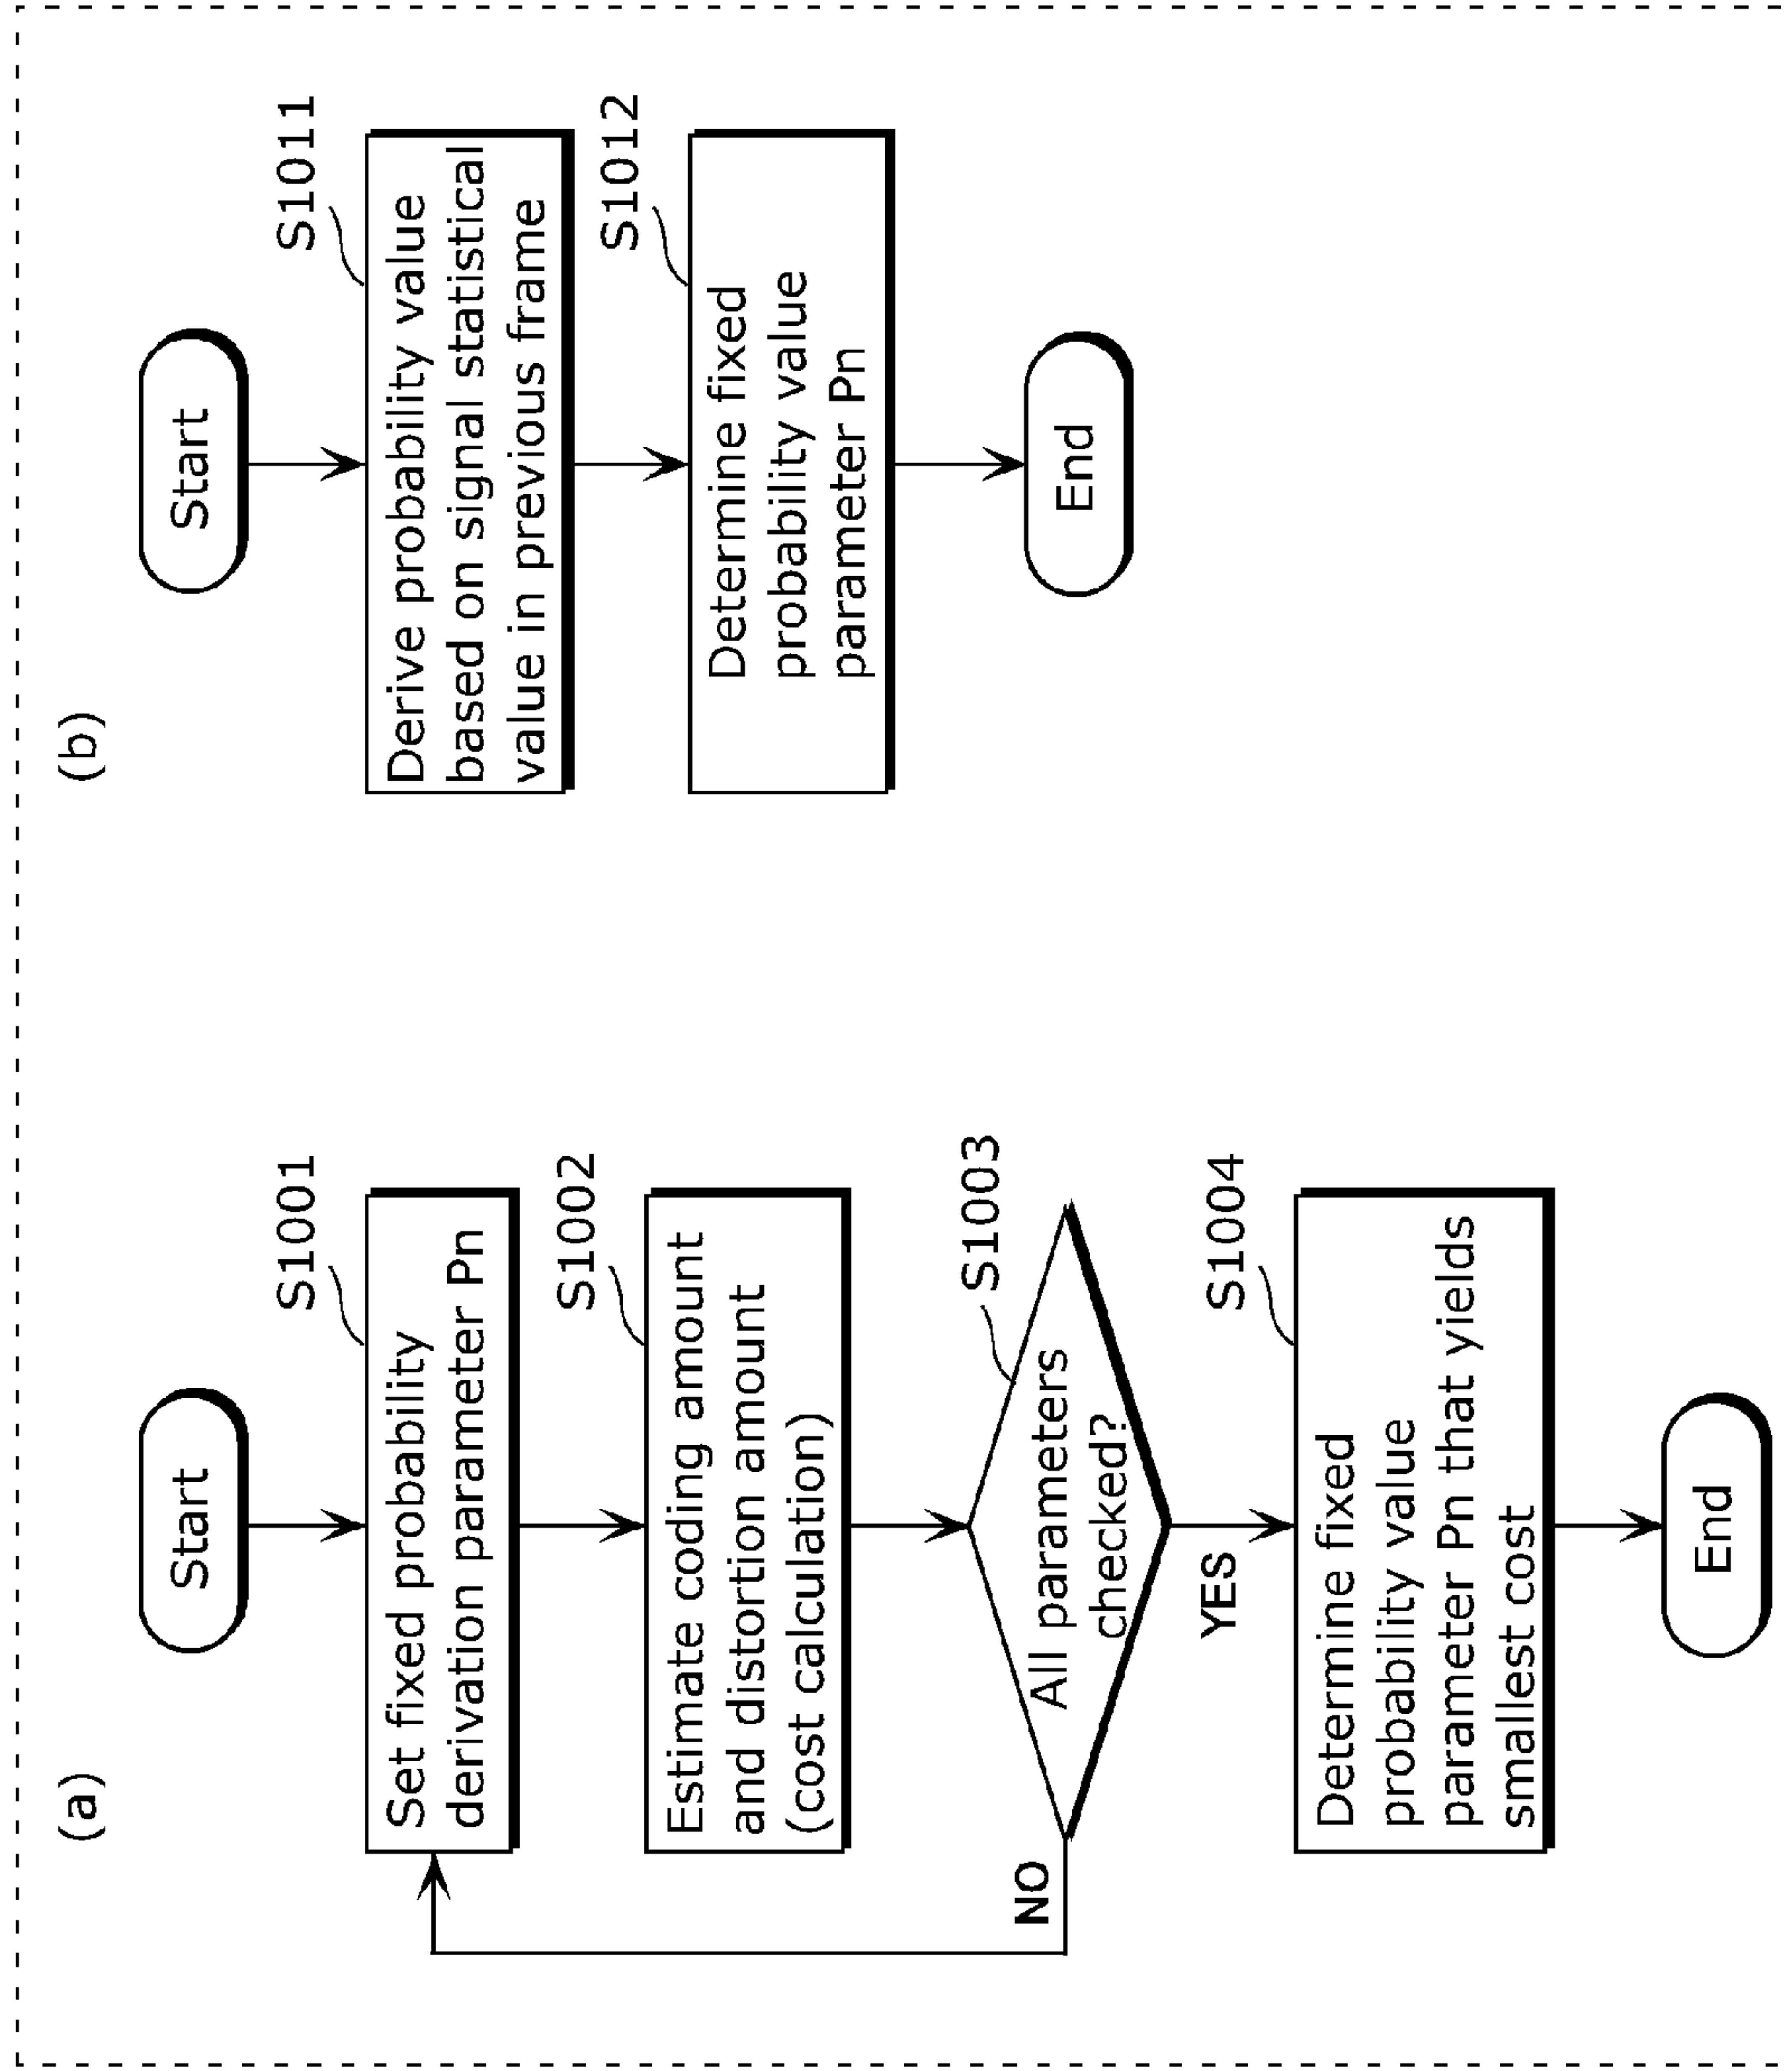 (a)
Start
S1001
Set fixed probability
derivation parameter Pn
S1002
Estimate coding amount
and distortion amount
(cost calculation)
S1003
All parameters
checked?
NO
YES
S1004
Determine fixed
probability value
parameter Pn that yields
smallest cost
End
(b)
Start
S1011
Derive probability value
based on signal statistical
value in previous frame
S1012
Determine fixed
probability value
parameter Pn
End